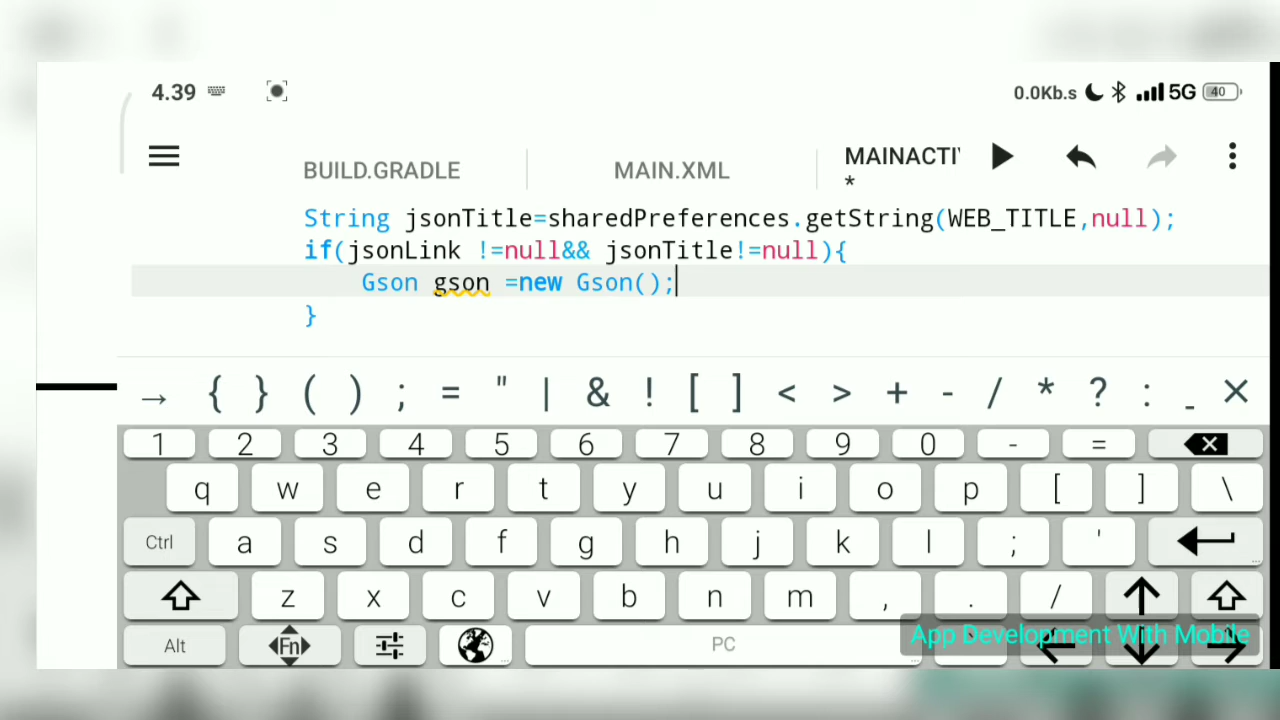 4.39
0.0Kb.s 5G 40
BUILD.GRADLE MAIN.XML MAINACTI
*
String jsonTitle=sharedPreferences.getString(WEB_TITLE,null);
if(jsonLink !=null&& jsonTitle!=null){
Gson gson =new Gson();
}
→ { } ( ) ; = " | & ! [ ] < > + - / * ? : _ ×
1 2 3 4 5 6 7 8 9 0 - =
q w e r t y u i o p [ ] \
Ctrl a s d f g h j k l ; '
z x c v b n m , . /
Alt Fn PC
App Development With Mobile